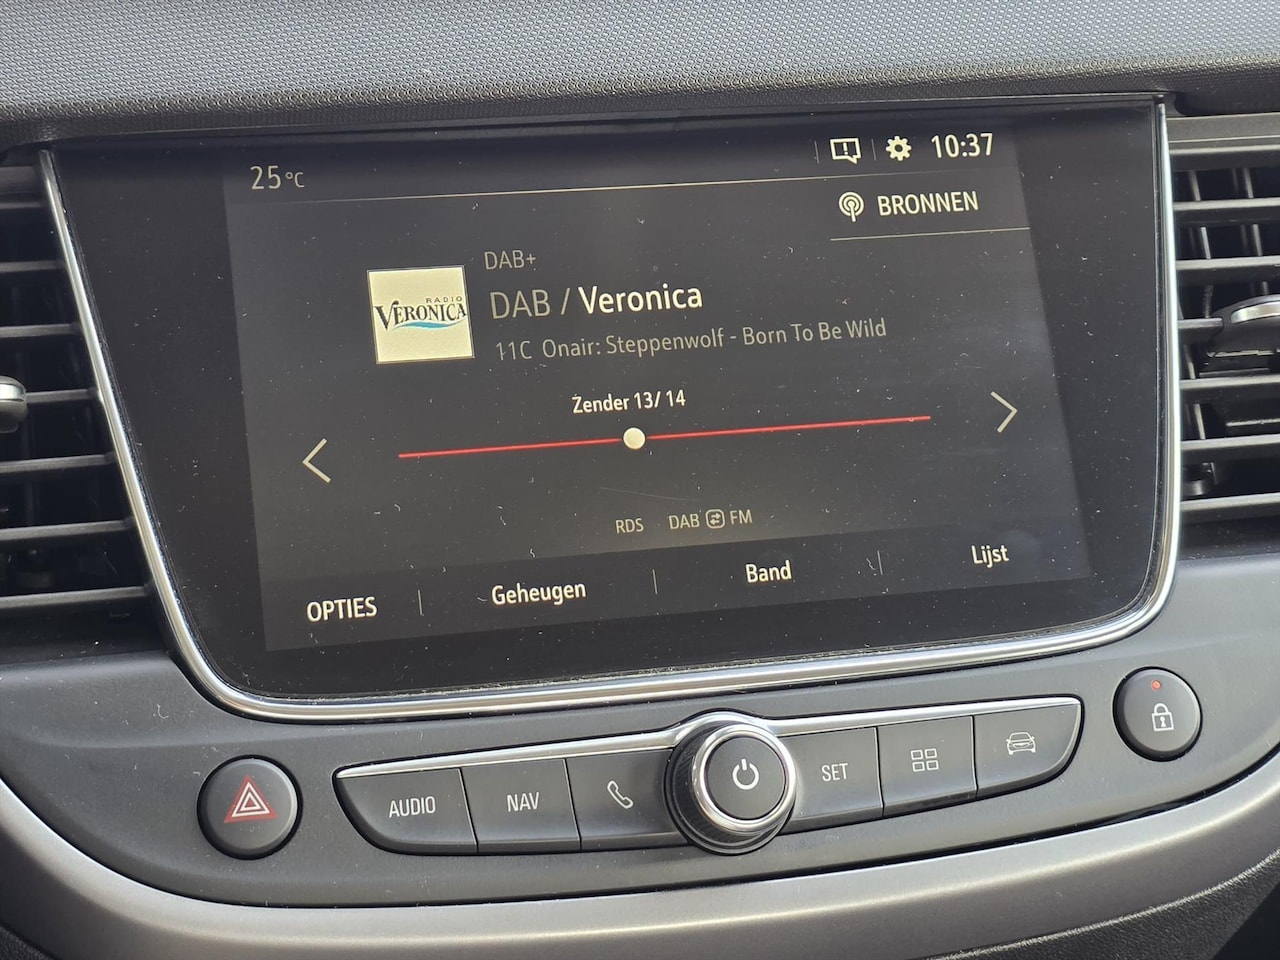 25°C
10:37
BRONNEN
DAB+
RADIO
VERONICA
DAB / Veronica
11C Onair: Steppenwolf - Born To Be Wild
Zender 13/ 14
RDS DAB FM
OPTIES Geheugen Band Lijst
AUDIO NAV SET